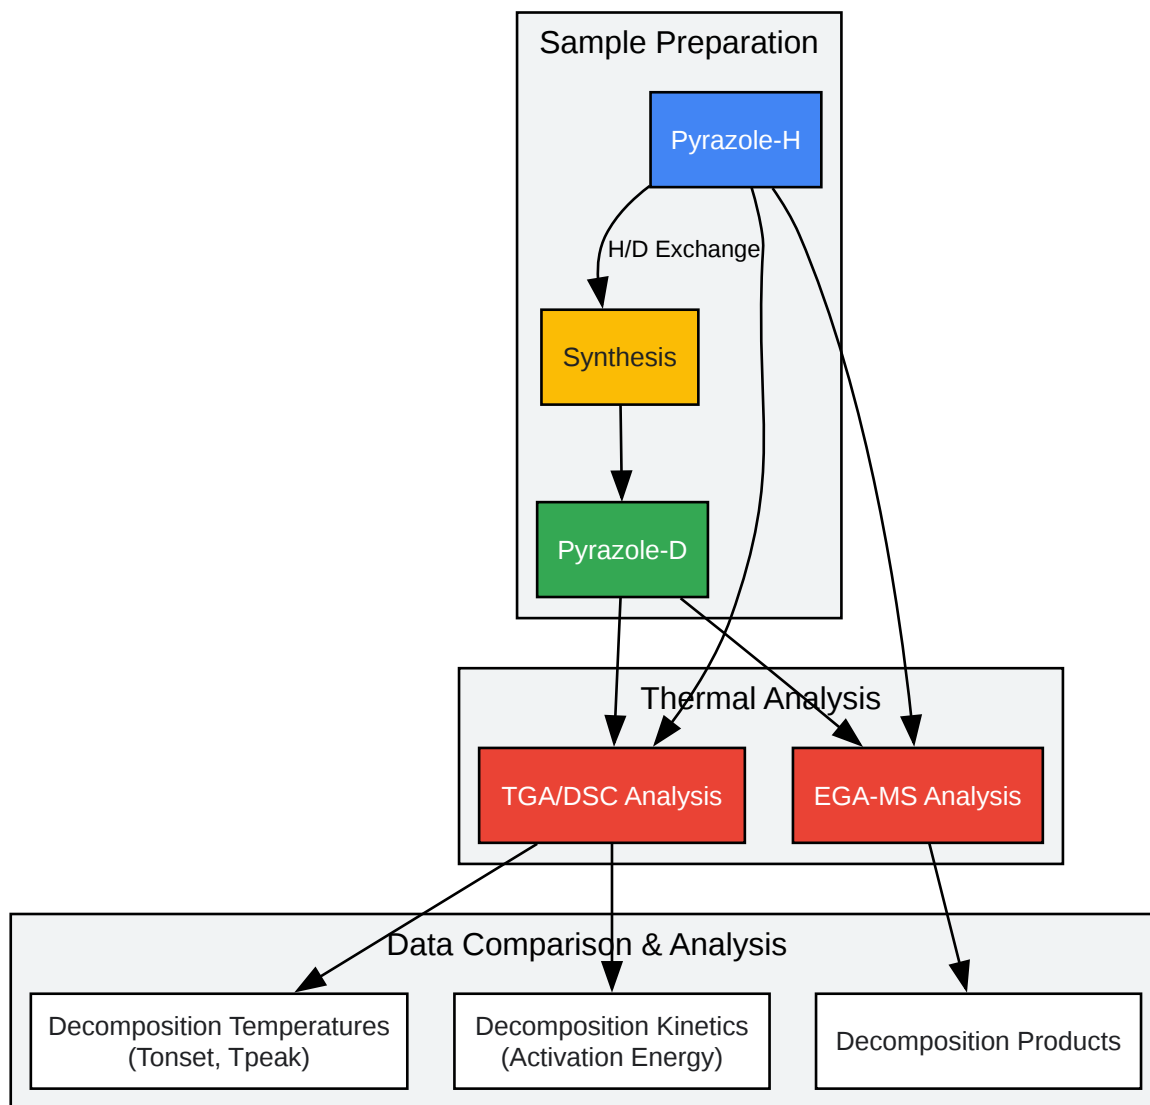 Sample Preparation
Pyrazole-H
H/D Exchange
Synthesis
Pyrazole-D
Thermal Analysis
TGA/DSC Analysis
EGA-MS Analysis
Data Comparison & Analysis
Decomposition Temperatures
(Tonset, Tpeak)
Decomposition Kinetics
(Activation Energy)
Decomposition Products